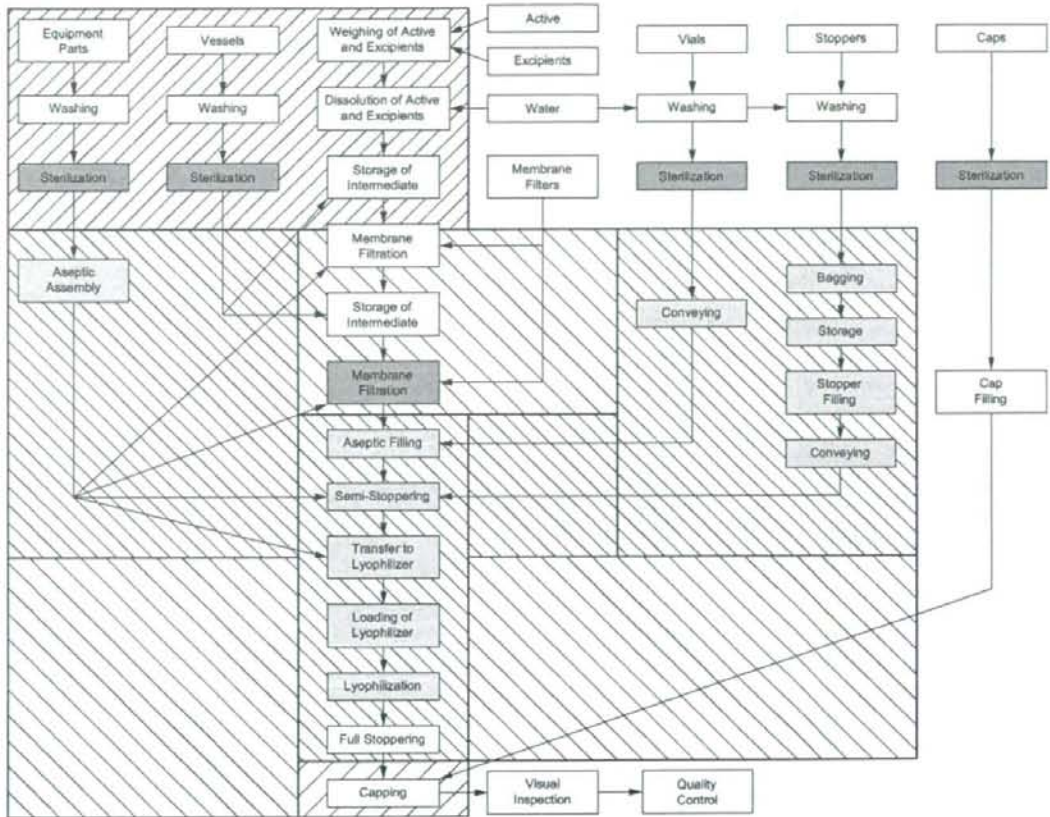 Equipment
Parts
Vessels
Weighing of Active
and Excipients
Active
Excipients
Vials
Stoppers
Caps
Washing
Washing
Dissolution of Active
and Excipients
Water
Washing
Washing
Sterilization
Sterilization
Storage of
Intermediate
Membrane
Filters
Sterilization
Sterilization
Sterilization
Membrane
Filtration
Aseptic
Assembly
Bagging
Storage of
Intermediate
Conveying
Storage
Membrane
Filtration
Stopper
Filling
Cap
Filling
Aseptic Filling
Conveying
Semi-Stoppering
Transfer to
Lyophilizer
Loading of
Lyophilizer
Lyophilization
Full Stoppering
Capping
Visual
Inspection
Quality
Control